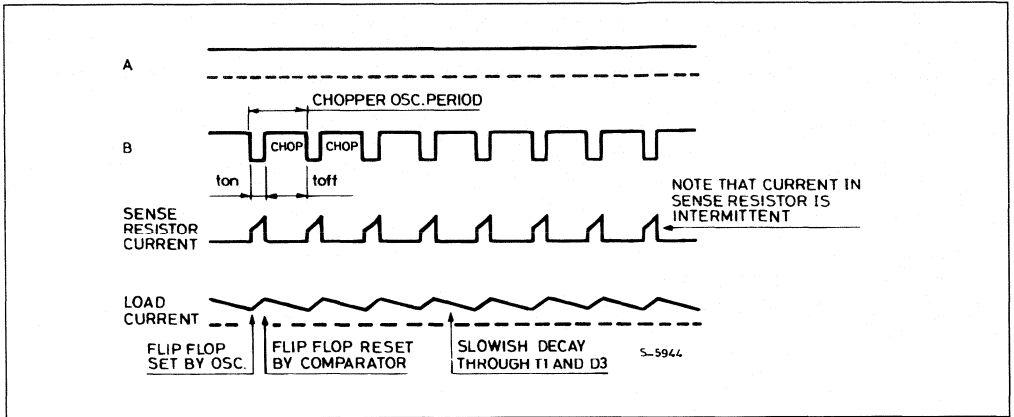 A
CHOPPER OSC. PERIOD
B
CHOP
CHOP
ton
toff
NOTE THAT CURRENT IN
SENSE RESISTOR IS
INTERMITTENT
SENSE
RESISTOR
CURRENT
LOAD
CURRENT
FLIP FLOP
SET BY OSC.
FLIP FLOP RESET
BY COMPARATOR
SLOWISH DECAY
THROUGH T1 AND D3
S-5944